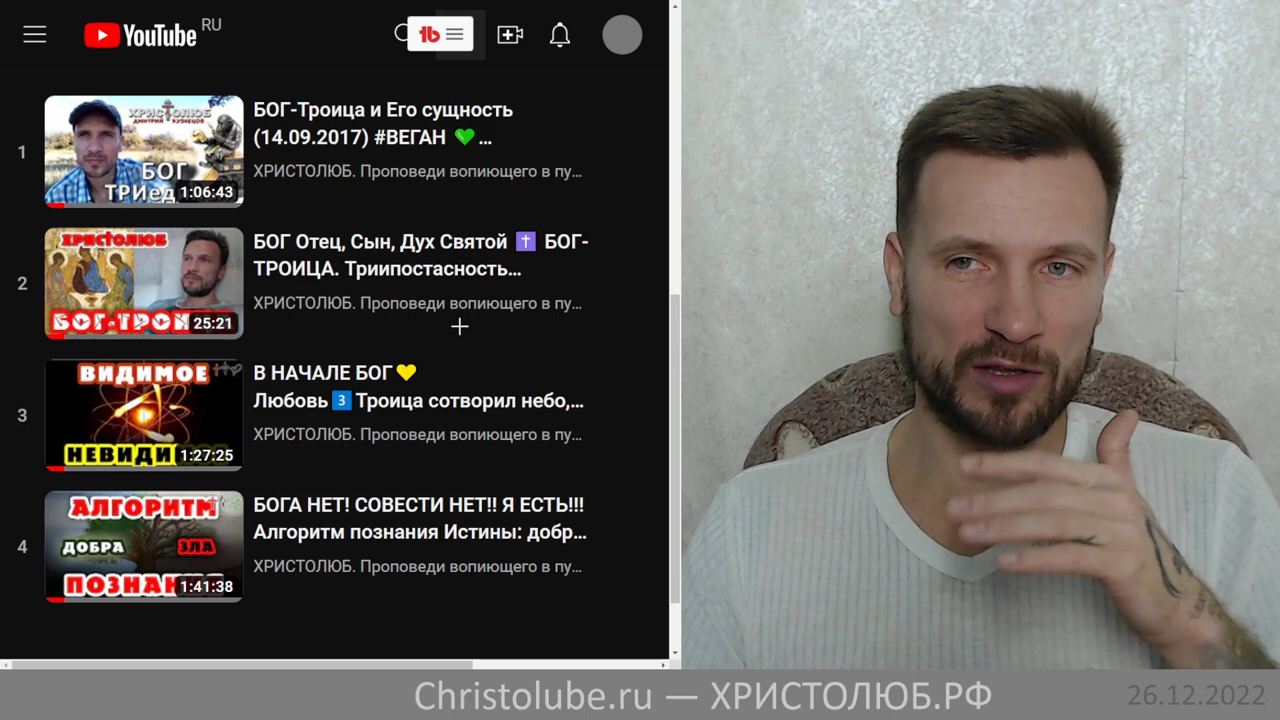 YouTube RU
1
ХРИСТОЛЮБ
ДМИТРИЙ КУЗНЕЦОВ
БОГ
ТРИед
1:06:43
БОГ-Троица и Его сущность
(14.09.2017) #ВЕГАН 💚 ...
ХРИСТОЛЮБ. Проповеди вопиющего в пу...
2
ХРИСТОЛЮБ
БОГ-ТРОИ
25:21
БОГ Отец, Сын, Дух Святой ✝️ БОГ-
ТРОИЦА. Триипостасность...
ХРИСТОЛЮБ. Проповеди вопиющего в пу...
3
ВИДИМОЕ
НЕВИДИ
1:27:25
В НАЧАЛЕ БОГ💛
Любовь3️⃣Троица сотворил небо,...
ХРИСТОЛЮБ. Проповеди вопиющего в пу...
4
АЛГОРИТМ
ДОБРА ЗЛА
ПОЗНАН
1:41:38
БОГА НЕТ! СОВЕСТИ НЕТ!! Я ЕСТЬ!!!
Алгоритм познания Истины: добр...
ХРИСТОЛЮБ. Проповеди вопиющего в пу...
Christolube.ru — ХРИСТОЛЮБ.РФ
26.12.2022